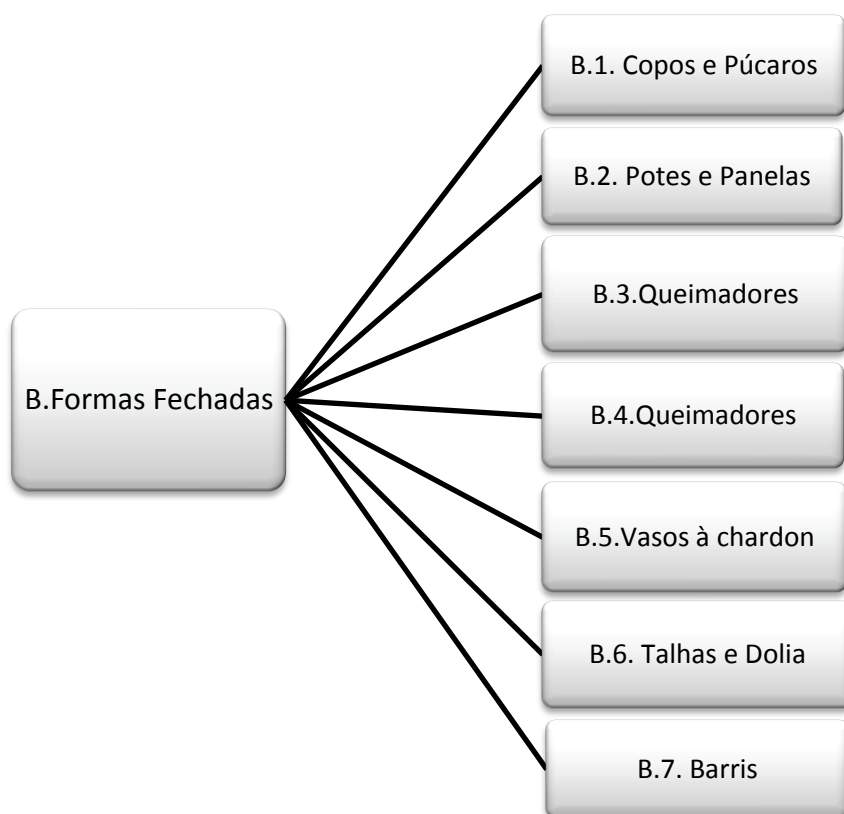 B.Formas Fechadas
B.1. Copos e Púcaros
B.2. Potes e Panelas
B.3.Queimadores
B.4.Queimadores
B.5.Vasos à chardon
B.6. Talhas e Dolia
B.7. Barris